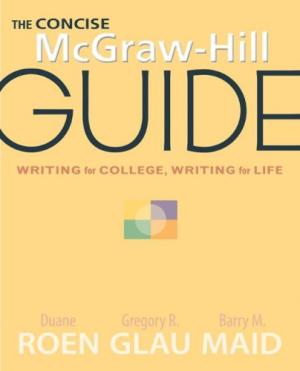 THE CONCISE
McGraw-Hill
GUIDE
WRITING for COLLEGE, WRITING for LIFE
Duane Gregory R. Barry M.
ROEN GLAU MAID